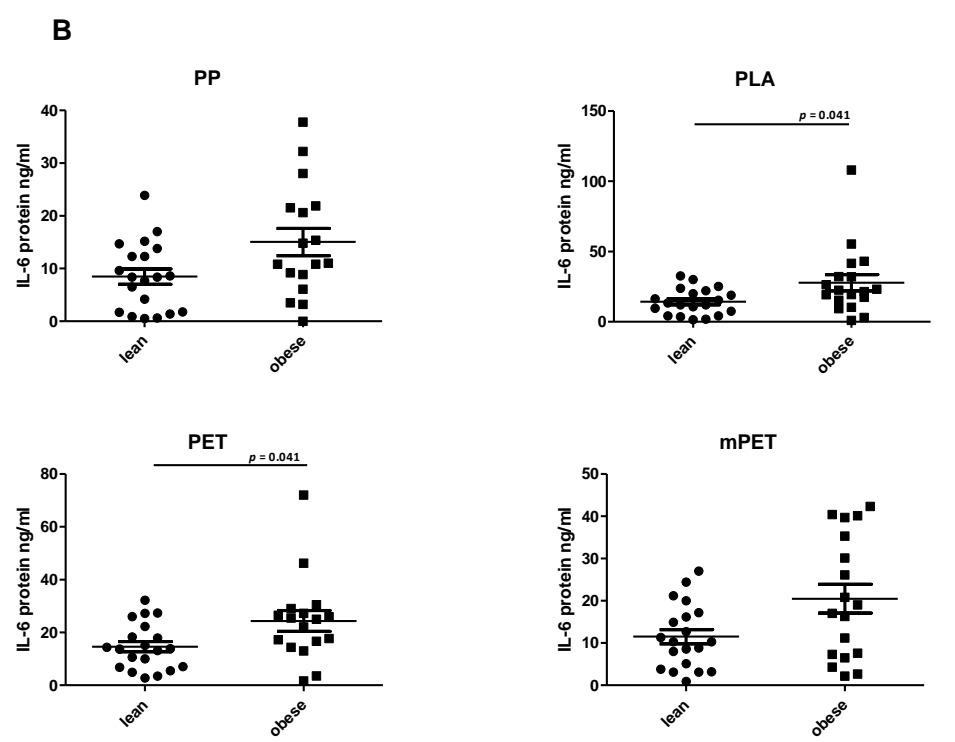 B
PP
IL-6 protein ng/ml
40
30
20
10
0
lean
obese
PLA
p = 0.041
IL-6 protein ng/ml
150
100
50
0
lean
obese
PET
p = 0.041
IL-6 protein ng/ml
80
60
40
20
0
lean
obese
mPET
IL-6 protein ng/ml
50
40
30
20
10
0
lean
obese